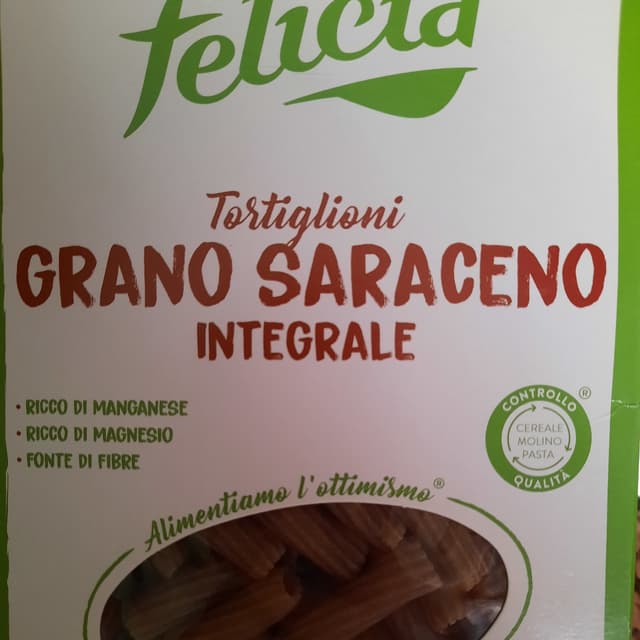 felicia
Tortiglioni
GRANO SARACENO
INTEGRALE
• RICCO DI MANGANESE
• RICCO DI MAGNESIO
• FONTE DI FIBRE
CONTROLLO ®
CEREALE
MOLINO
PASTA
QUALITÀ
Alimentiamo l'ottimismo®